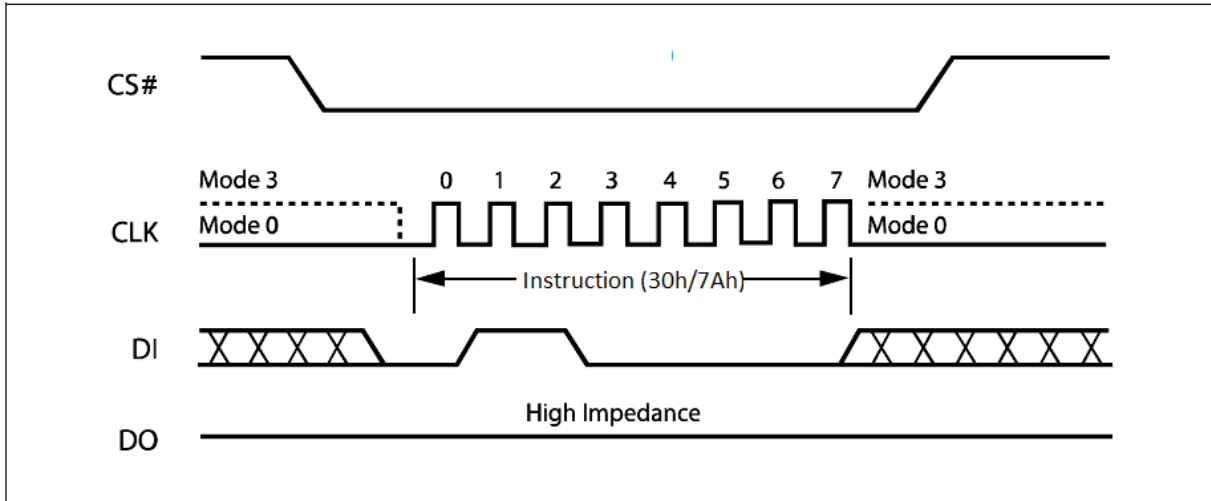 CS#
Mode 3 0 1 2 3 4 5 6 7 Mode 3
CLK Mode 0 Mode 0
Instruction (30h/7Ah)
DI
High Impedance
DO